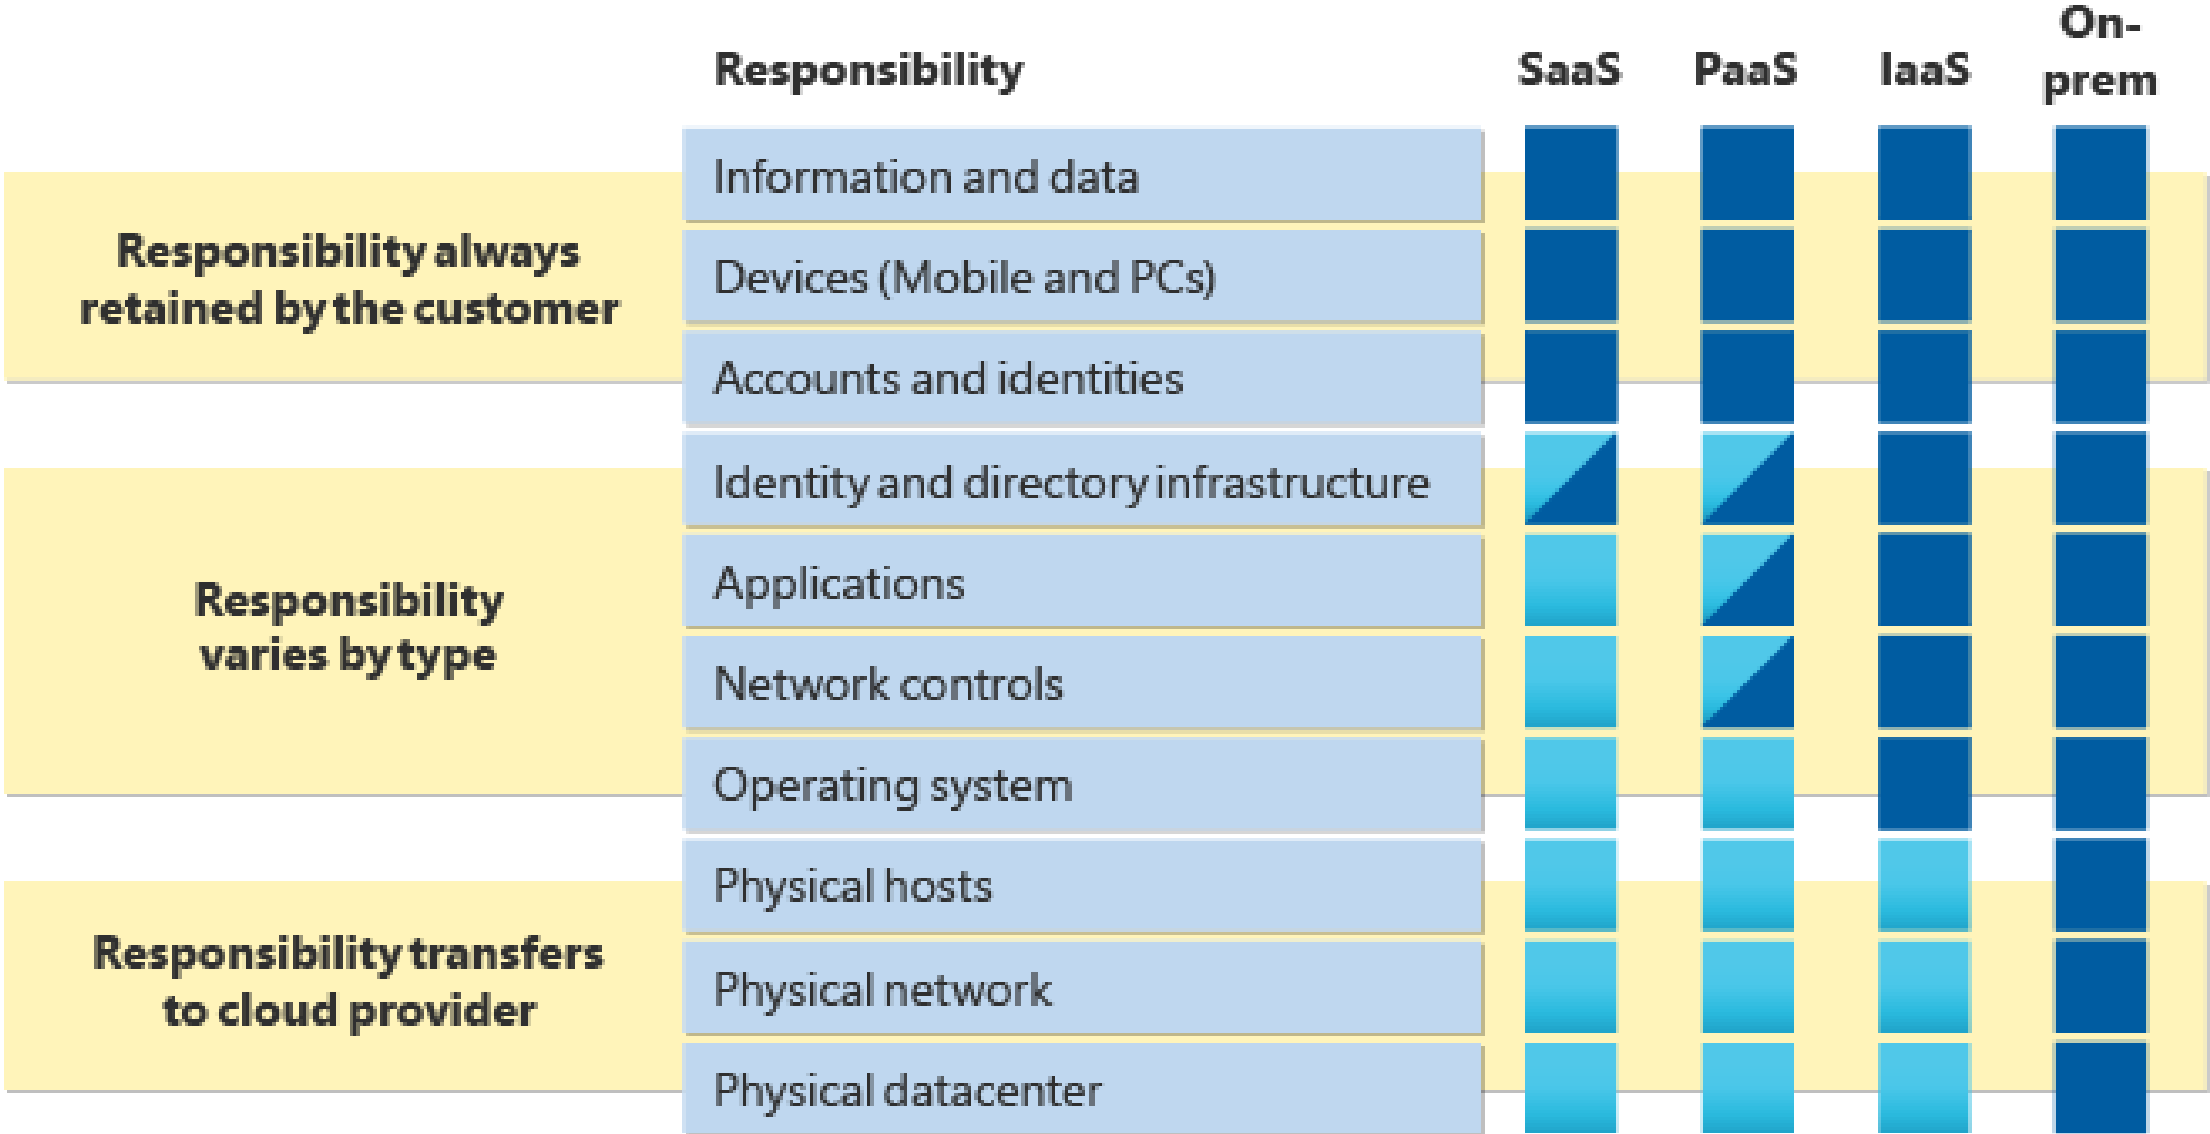 Responsibility SaaS PaaS IaaS On-
prem
Responsibility always
retained by the customer
Information and data
Devices (Mobile and PCs)
Accounts and identities
Responsibility
varies by type
Identity and directory infrastructure
Applications
Network controls
Operating system
Responsibility transfers
to cloud provider
Physical hosts
Physical network
Physical datacenter